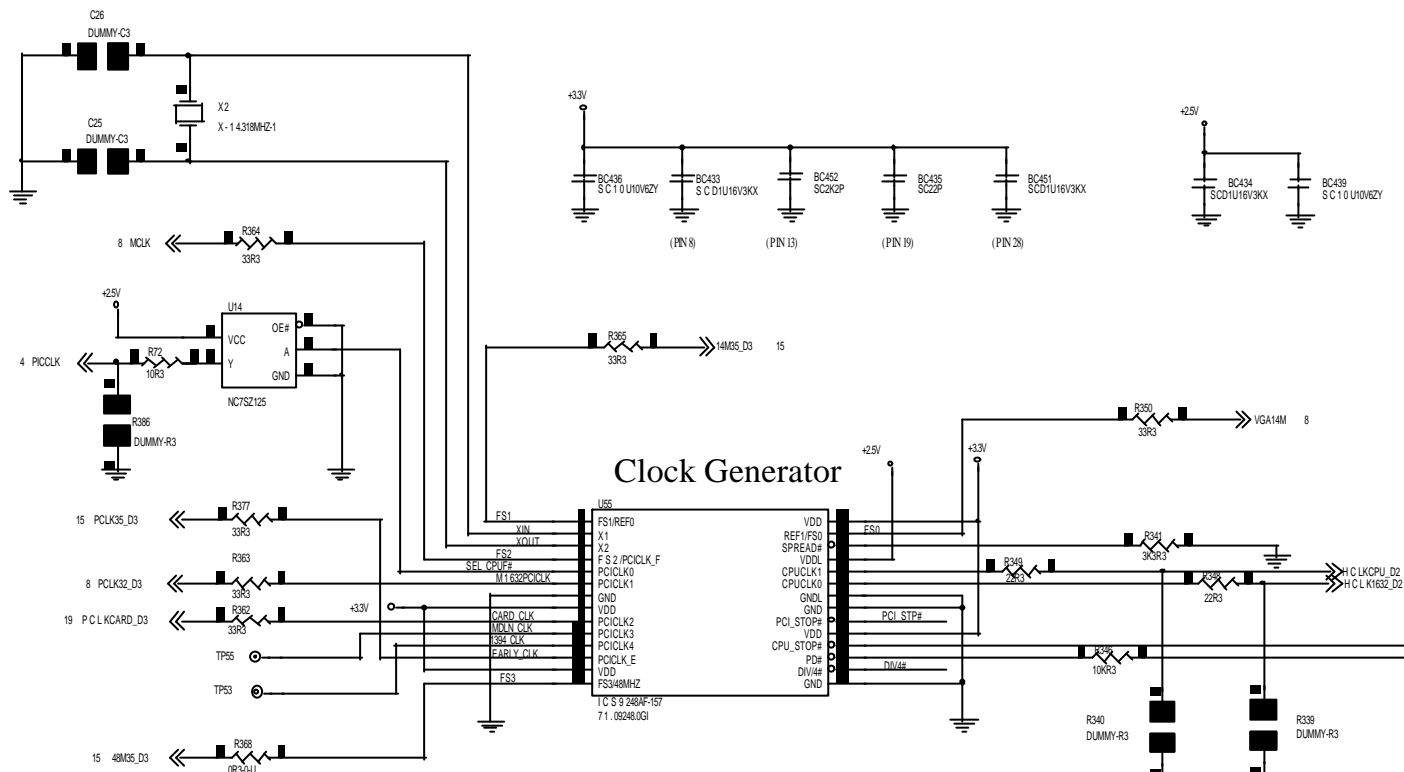 C26
DUMMY-C3
X2
X - 1 4.318MHZ-1
C25
DUMMY-C3
+3.3V
BC436
S C 1 0 U10V6ZY
BC433
S C D1U16V3KX
(PIN 8)
BC452
SC2K2P
(PIN 13)
BC435
SC22P
(PIN 19)
BC451
SCD1U16V3KX
(PIN 28)
+2.5V
BC434
SCD1U16V3KX
BC439
S C 1 0 U10V6ZY
8 MCLK
R364
33R3
+2.5V
U14
VCC
Y
OE#
A
GND
NC7SZ125
4 PICCLK
R72
10R3
R386
DUMMY-R3
R365
33R3
14M35_D3 15
R350
33R3
VGA14M 8
Clock Generator
+2.5V
+3.3V
15 PCLK35_D3
R377
33R3
8 PCLK32_D3
R363
33R3
19 P C L KCARD_D3
R362
33R3
+3.3V
TP55
TP53
15 48M35_D3
R368
0R3-0-U
FS1
XIN
XOUT
FS2
SEL_CPUF#
M1632PCICLK
CARD_CLK
MDLN_CLK
1394_CLK
EARLY_CLK
FS3
U55
FS1/REF0
X1
X2
F S 2 /PCICLK_F
PCICLK0
PCICLK1
GND
VDD
PCICLK2
PCICLK3
PCICLK4
PCICLK_E
VDD
FS3/48MHZ
VDD
REF1/FS0
SPREAD#
VDDL
CPUCLK1
CPUCLK0
GNDL
GND
PCI_STOP#
VDD
CPU_STOP#
PD#
DIV/4#
GND
I C S 9 248AF-157
7 1 . 09248.0GI
FS0
R341
3K3R3
R349
22R3
R348
22R3
H C L KCPU_D2
H C L K1632_D2
PCI_STP#
R346
10KR3
DIV4#
R340
DUMMY-R3
R339
DUMMY-R3